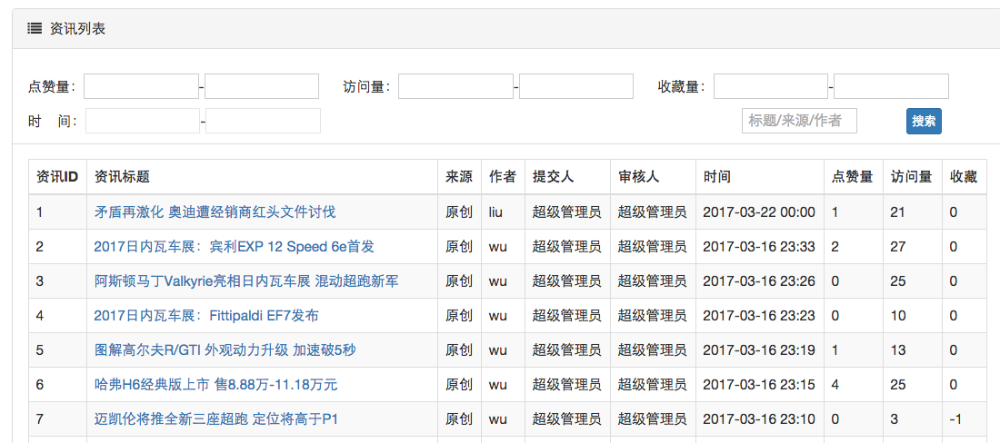 资讯列表
点赞量： - 访问量： - 收藏量： -
时 间： - 标题/来源/作者 搜索
资讯ID 资讯标题 来源 作者 提交人 审核人 时间 点赞量 访问量 收藏
1 矛盾再激化 奥迪遭经销商红头文件讨伐 原创 liu 超级管理员 超级管理员 2017-03-22 00:00 1 21 0
2 2017日内瓦车展：宾利EXP 12 Speed 6e首发 原创 wu 超级管理员 超级管理员 2017-03-16 23:33 2 27 0
3 阿斯顿马丁Valkyrie亮相日内瓦车展 混动超跑新军 原创 wu 超级管理员 超级管理员 2017-03-16 23:26 0 25 0
4 2017日内瓦车展：Fittipaldi EF7发布 原创 wu 超级管理员 超级管理员 2017-03-16 23:23 0 10 0
5 图解高尔夫R/GTI 外观动力升级 加速破5秒 原创 wu 超级管理员 超级管理员 2017-03-16 23:19 1 13 0
6 哈弗H6经典版上市 售8.88万-11.18万元 原创 wu 超级管理员 超级管理员 2017-03-16 23:15 4 25 0
7 迈凯伦将推全新三座超跑 定位将高于P1 原创 wu 超级管理员 超级管理员 2017-03-16 23:10 0 3 -1